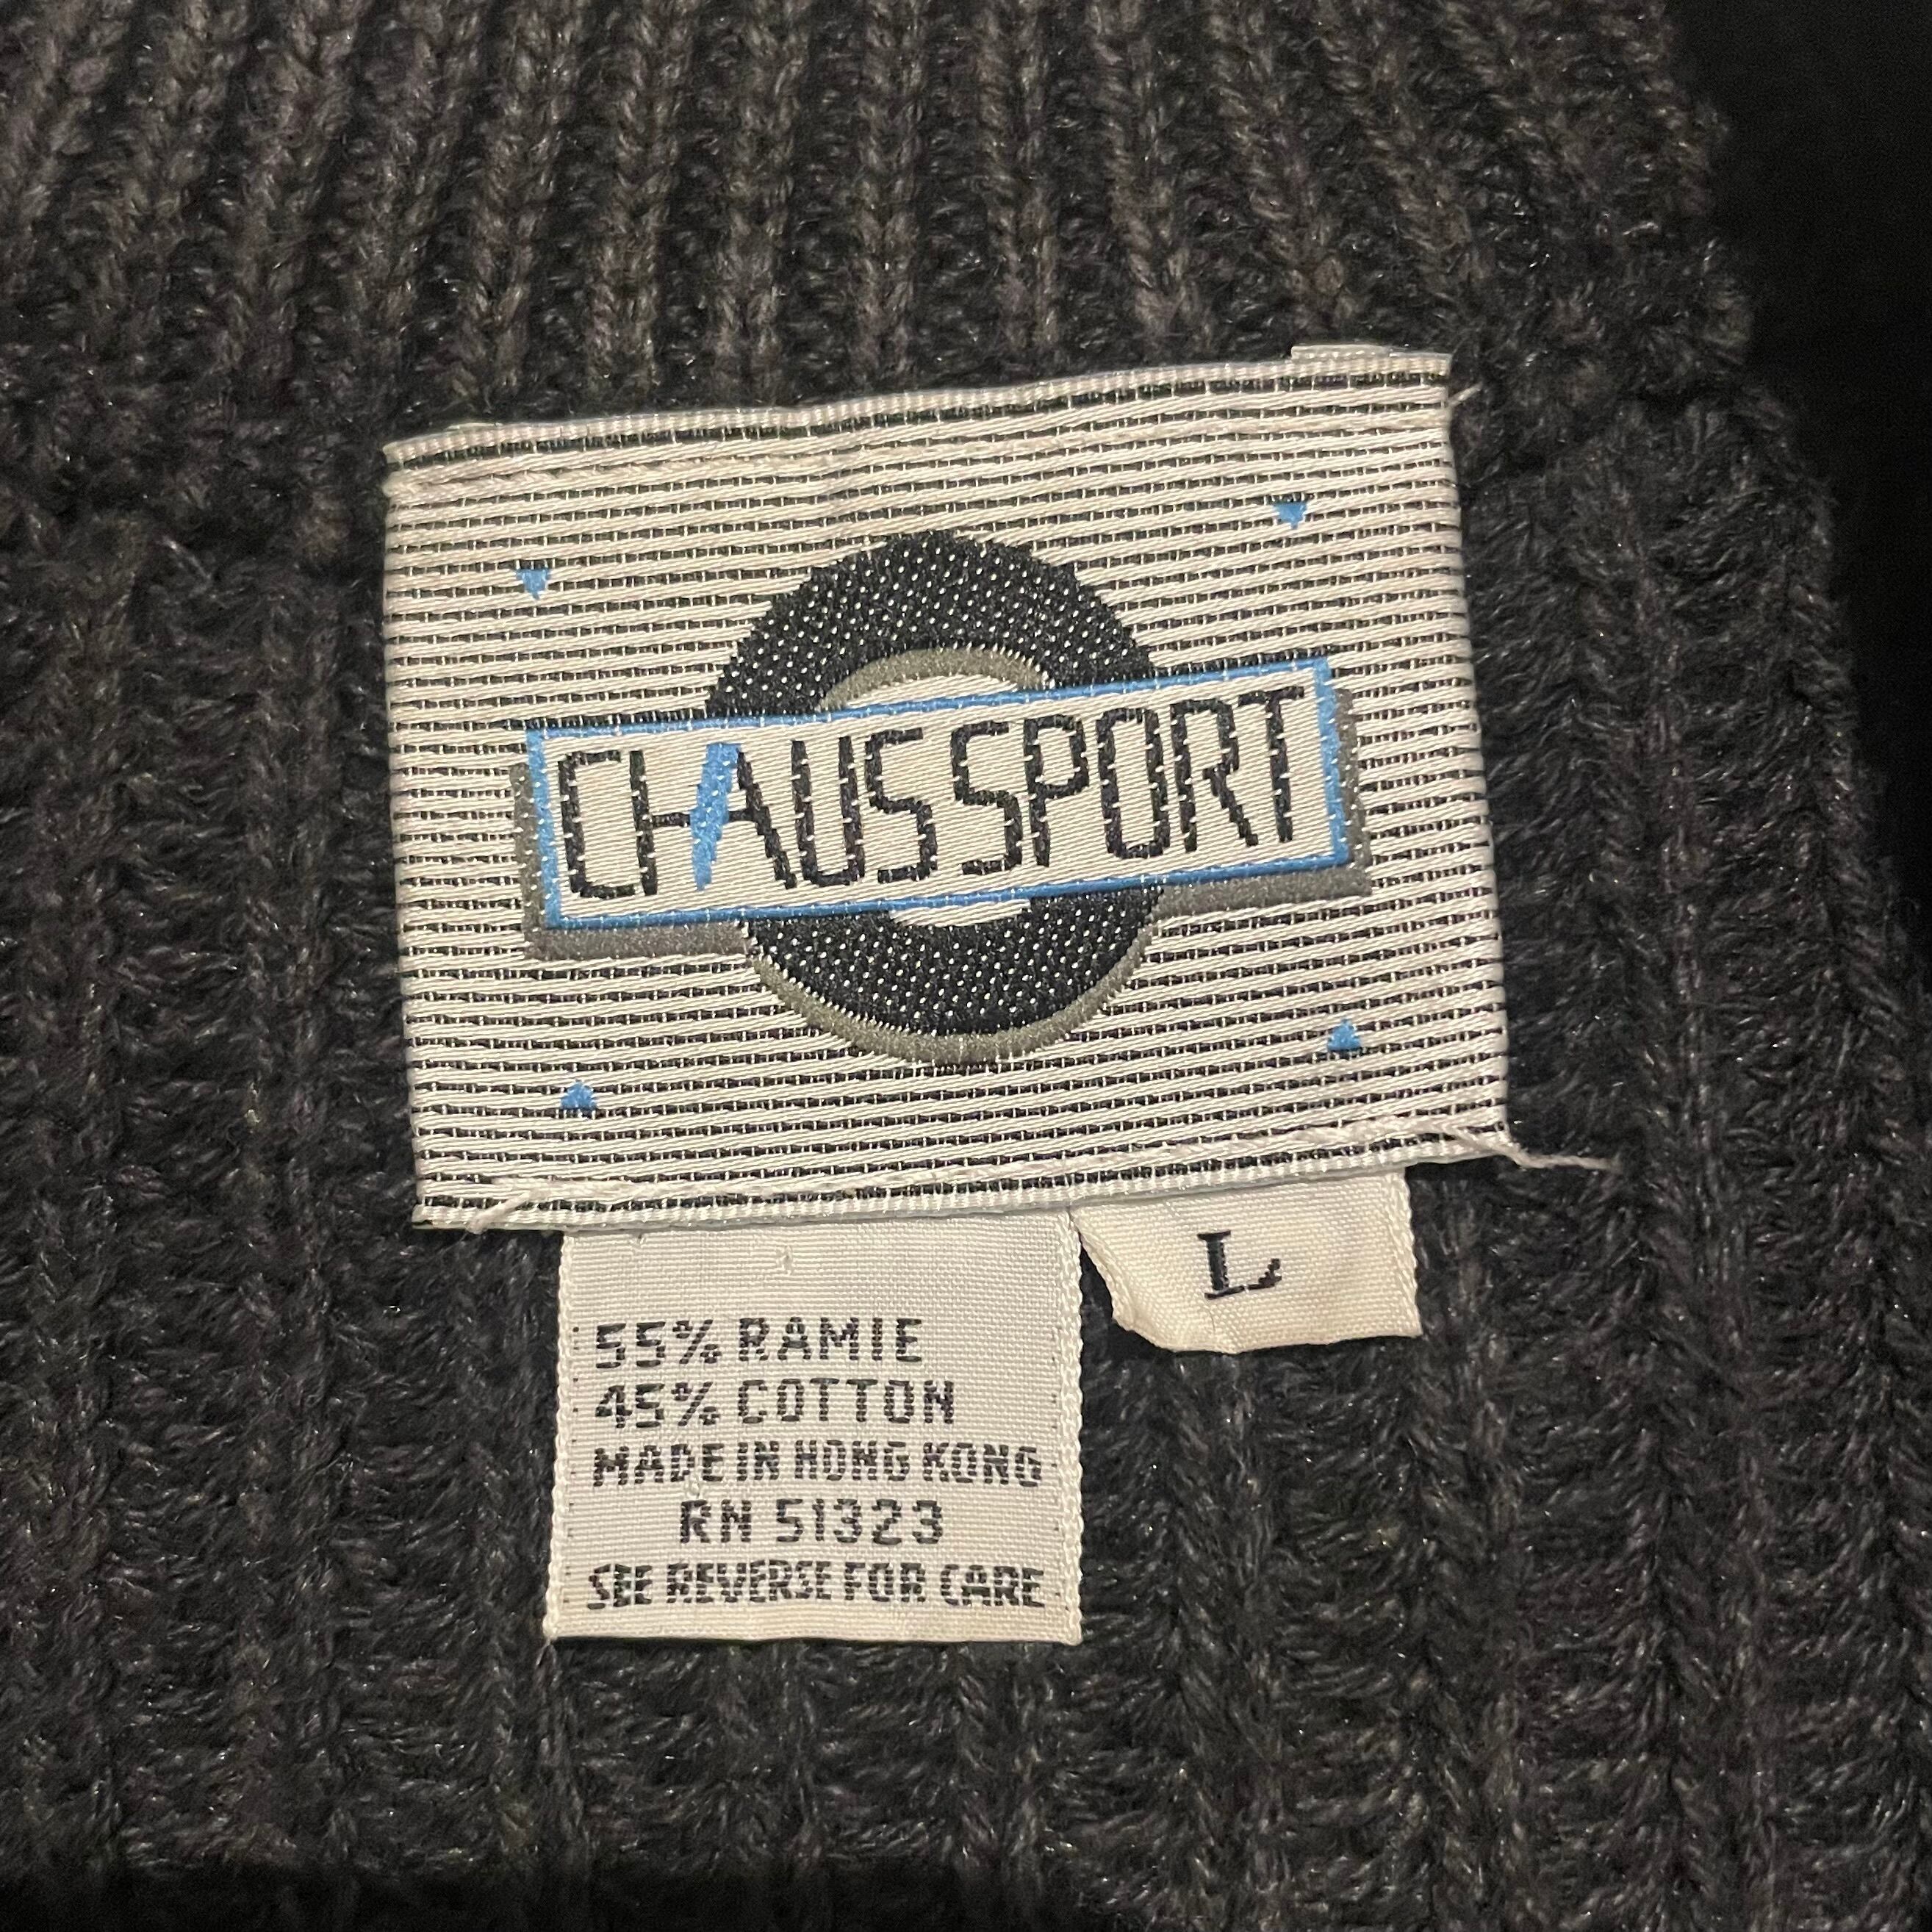 CHAUS SPORT
L
55% RAMIE
45% COTTON
MADE IN HONG KONG
RN 51323
SEE REVERSE FOR CARE